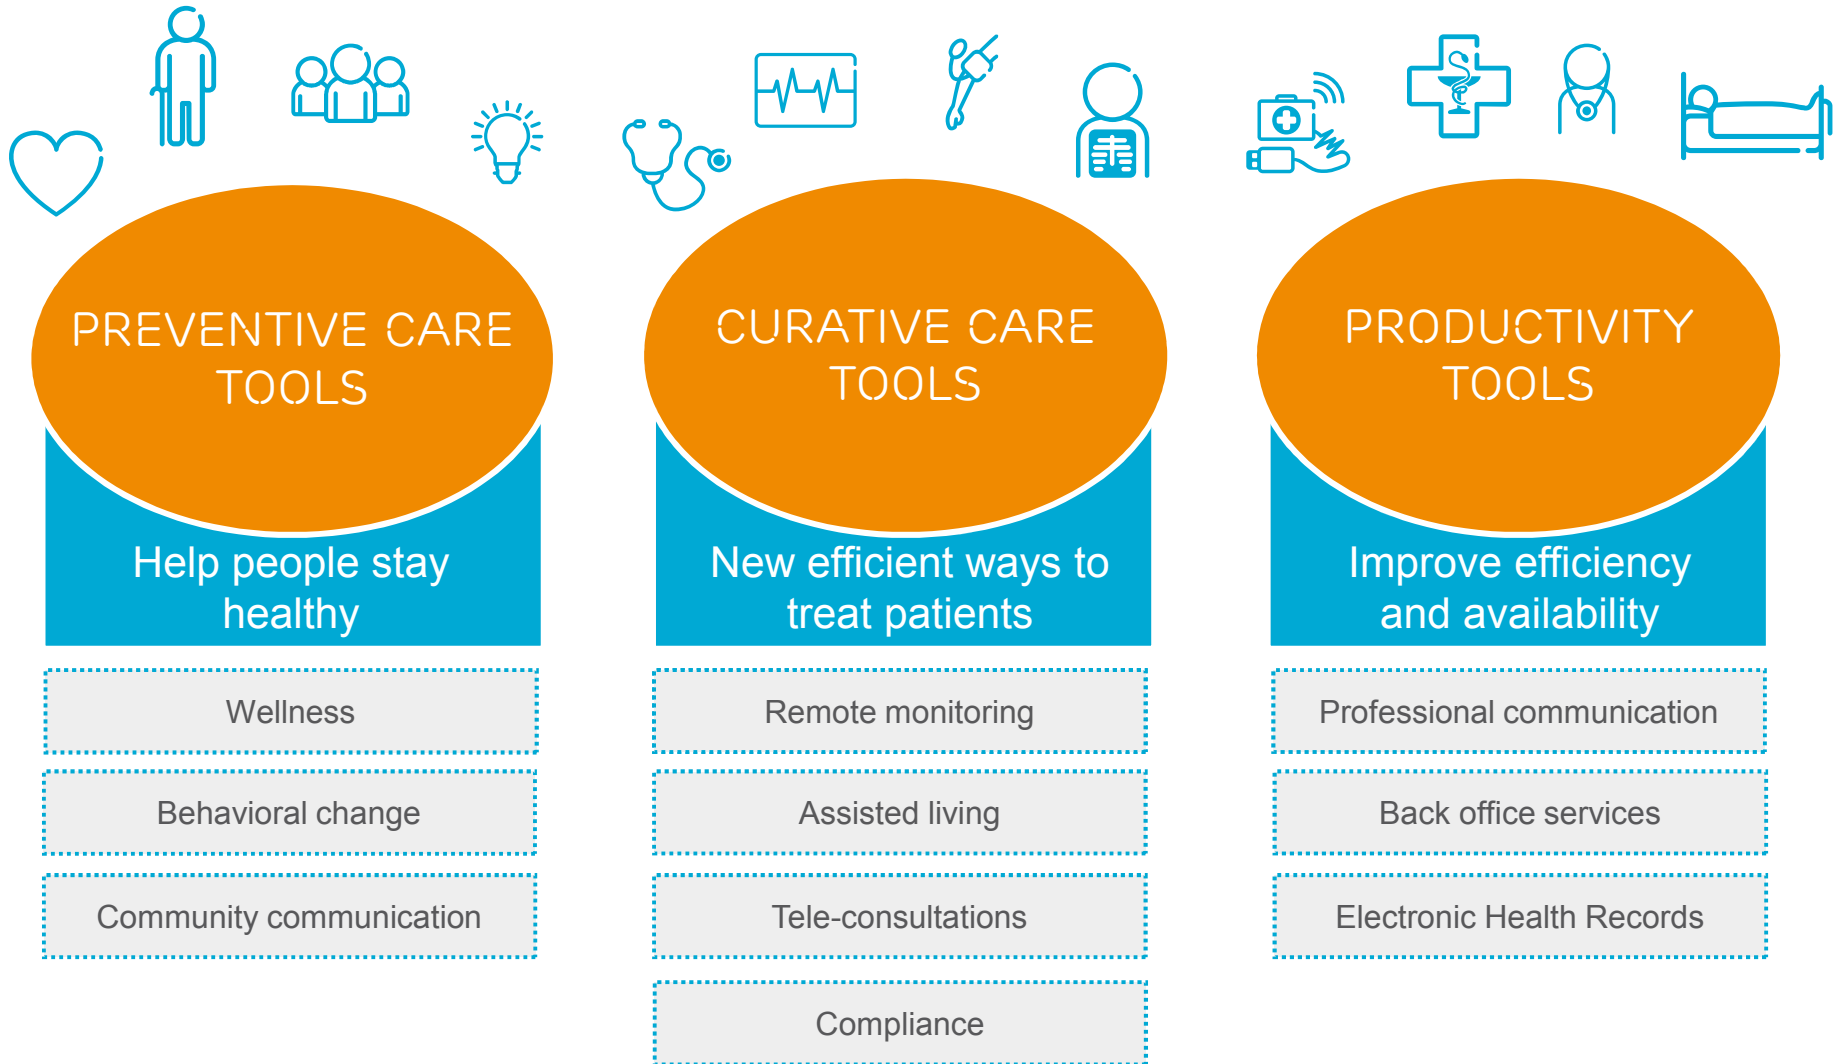 PREVENTIVE CARE
TOOLS
Help people stay
healthy
Wellness
Behavioral change
Community communication
CURATIVE CARE
TOOLS
New efficient ways to
treat patients
Remote monitoring
Assisted living
Tele-consultations
Compliance
PRODUCTIVITY
TOOLS
Improve efficiency
and availability
Professional communication
Back office services
Electronic Health Records